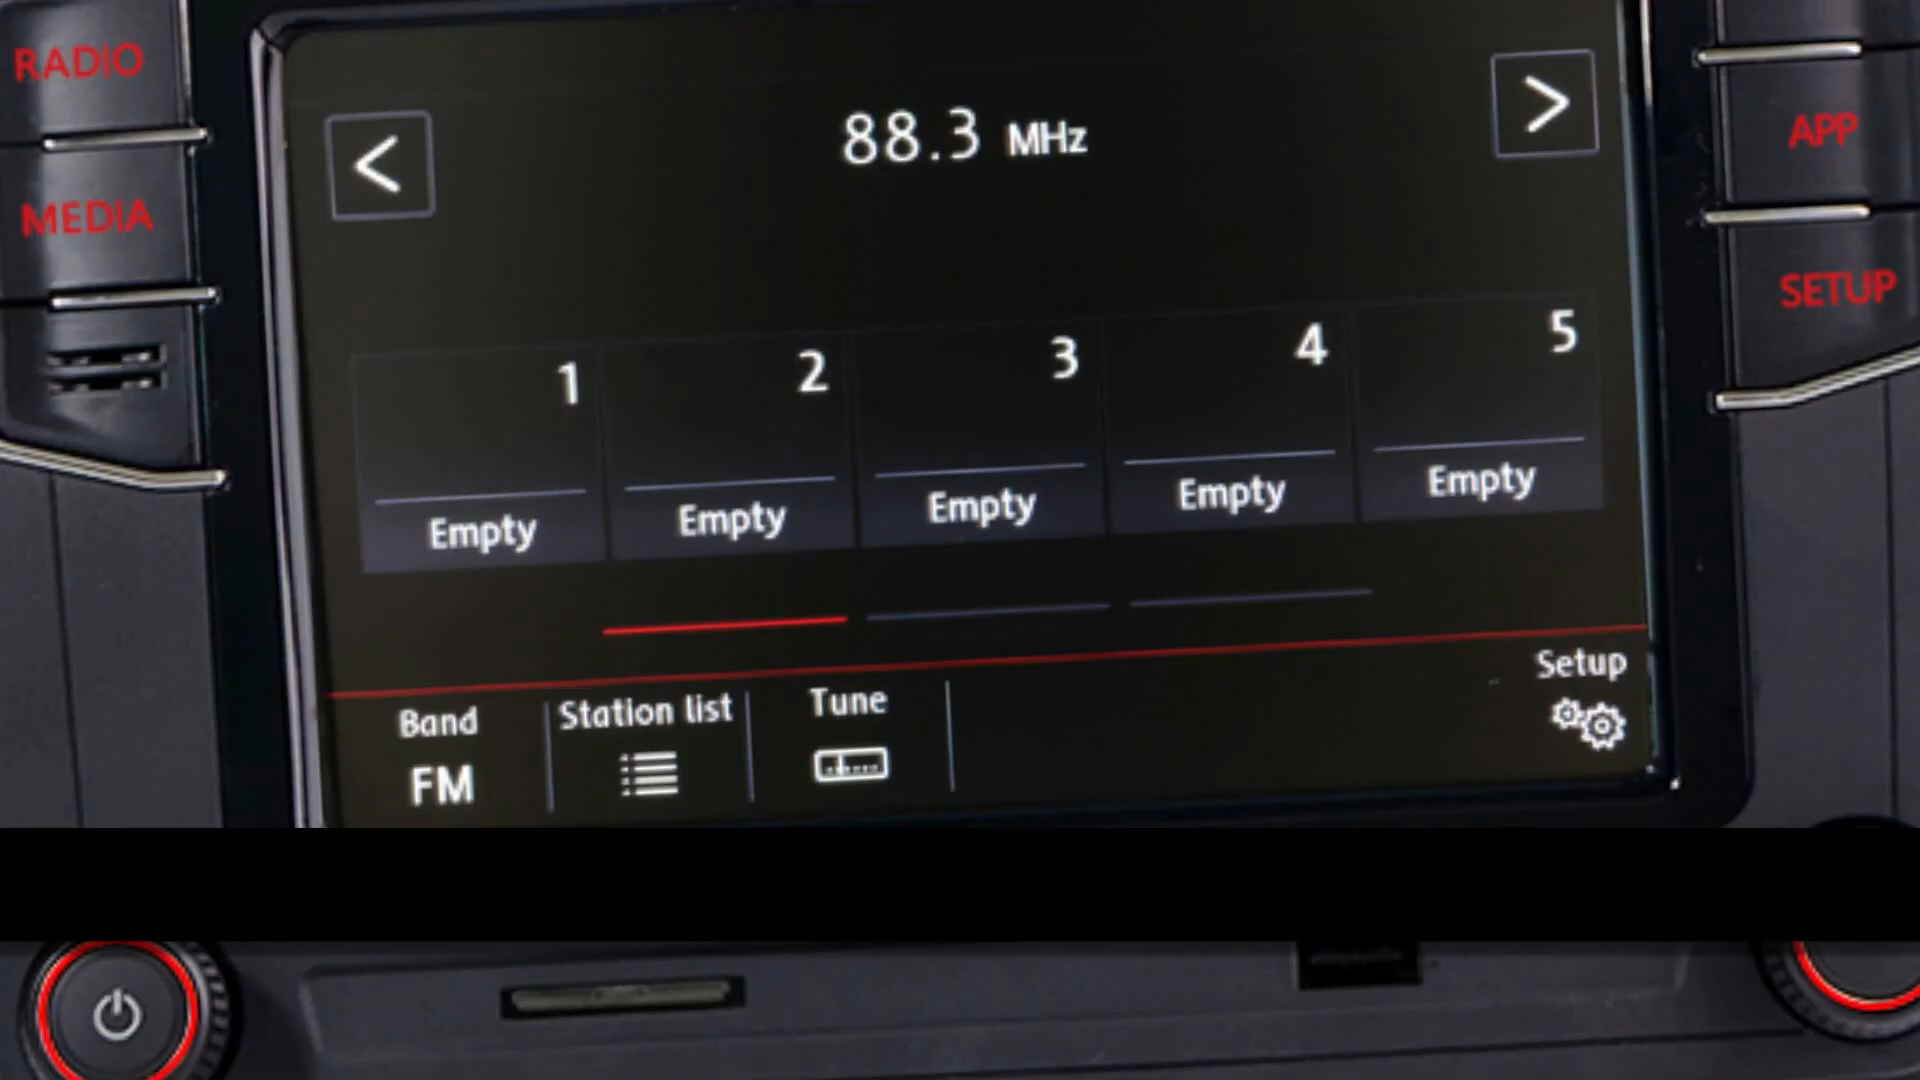 RADIO
MEDIA
APP
SETUP
88.3 MHz
1 2 3 4 5
Empty Empty Empty Empty Empty
Band Station list Tune Setup
FM